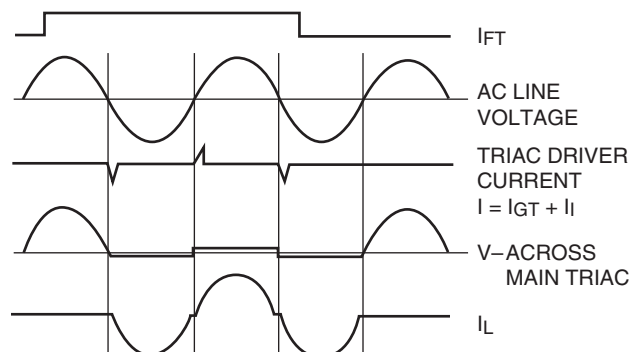 IFT
AC LINE
VOLTAGE
TRIAC DRIVER
CURRENT
I = IGT + II
V–ACROSS
MAIN TRIAC
IL